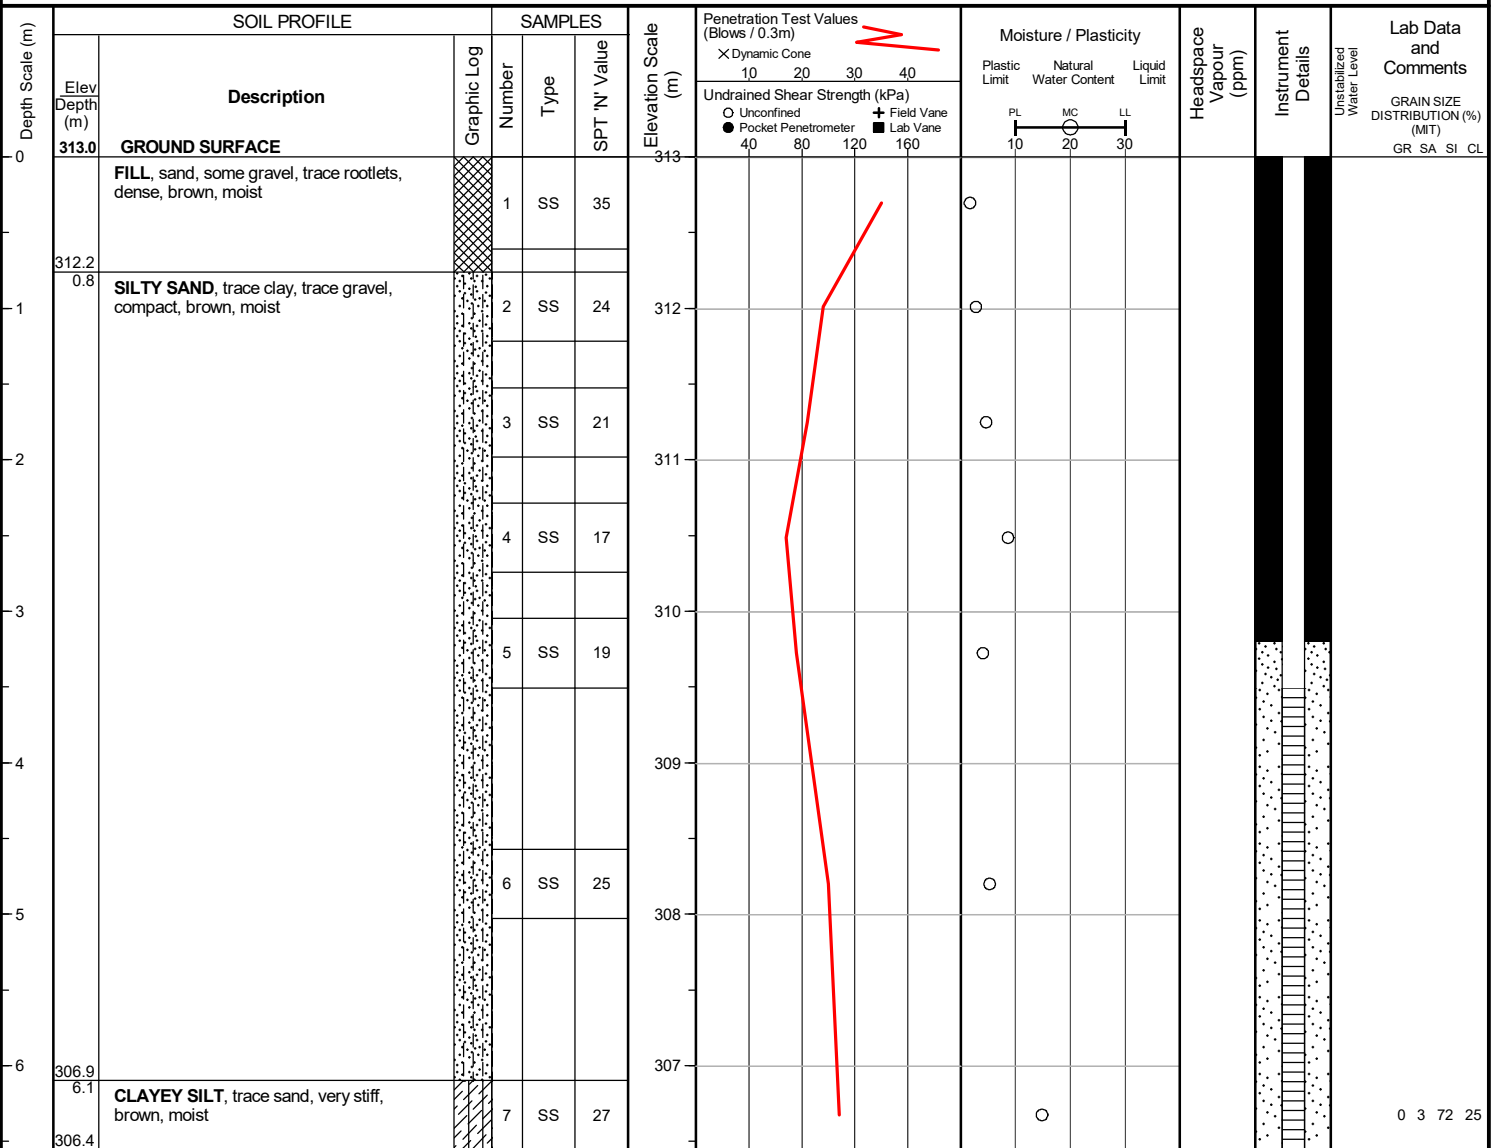 SOIL PROFILE
SAMPLES
Depth Scale (m)
Elev
Depth
(m)
313.0
Description
GROUND SURFACE
Graphic Log
Number
Type
SPT 'N' Value
Elevation Scale
(m)
Penetration Test Values
(Blows / 0.3m)
Dynamic Cone
10 20 30 40
Undrained Shear Strength (kPa)
Unconfined
Field Vane
Pocket Penetrometer
Lab Vane
40 80 120 160
Moisture / Plasticity
Plastic
Limit
Natural
Water Content
Liquid
Limit
PL MC LL
10 20 30
Headspace
Vapour
(ppm)
Instrument
Details
Unstabilized
Water Level
Lab Data
and
Comments
GRAIN SIZE
DISTRIBUTION (%)
(MIT)
GR SA SI CL
0
313
FILL, sand, some gravel, trace rootlets,
dense, brown, moist
1 SS 35
312.2
0.8
SILTY SAND, trace clay, trace gravel,
compact, brown, moist
1
2 SS 24
312
3 SS 21
2
311
4 SS 17
3
310
5 SS 19
4
309
6 SS 25
5
308
6
307
306.9
6.1
CLAYEY SILT, trace sand, very stiff,
brown, moist
7 SS 27
0 3 72 25
306.4